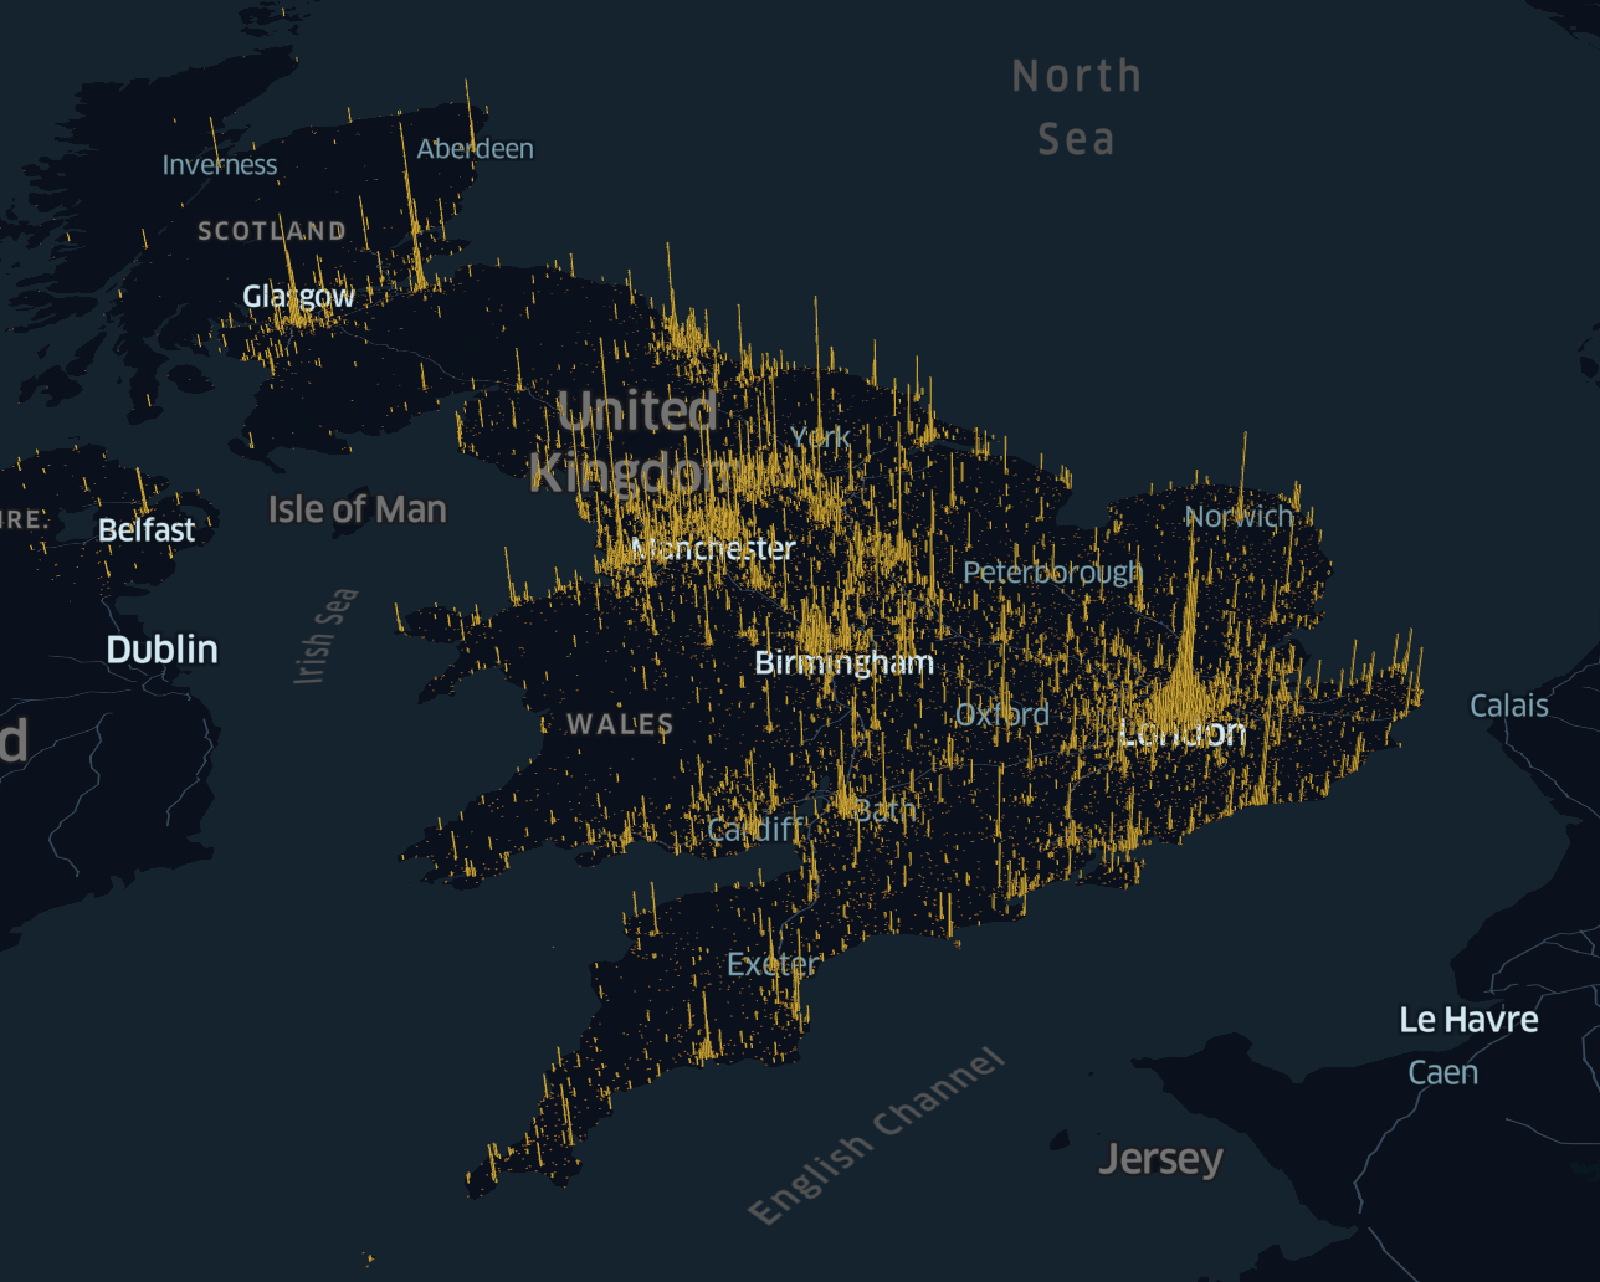 North
Sea
Aberdeen
Inverness
SCOTLAND
Glasgow
United
Kingdom
York
Isle of Man
IRE.
Belfast
Norwich
Manchester
Peterborough
Irish Sea
Dublin
Birmingham
Oxford
Calais
WALES
London
d
Bath
Cardiff
Exeter
Le Havre
Caen
English Channel
Jersey